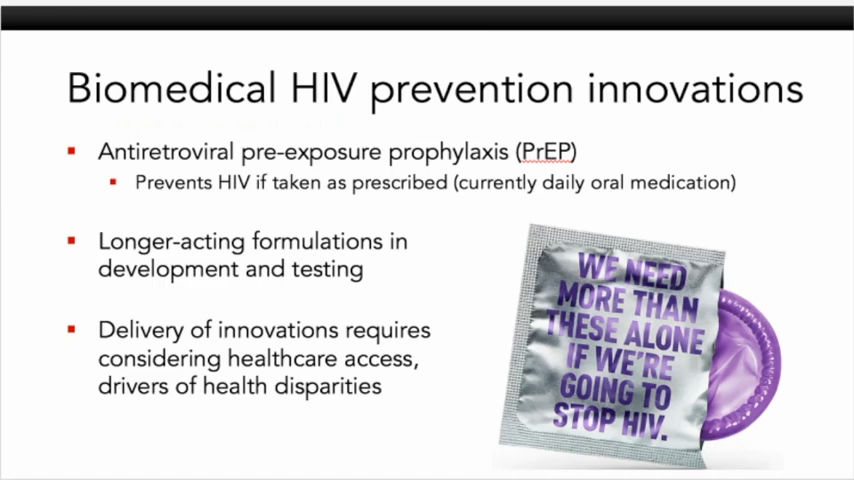 Biomedical HIV prevention innovations
▪ Antiretroviral pre-exposure prophylaxis (PrEP)
▪ Prevents HIV if taken as prescribed (currently daily oral medication)
▪ Longer-acting formulations in
development and testing
▪ Delivery of innovations requires
considering healthcare access,
drivers of health disparities
WE NEED
MORE THAN
THESE ALONE
IF WE'RE
GOING TO
STOP HIV.